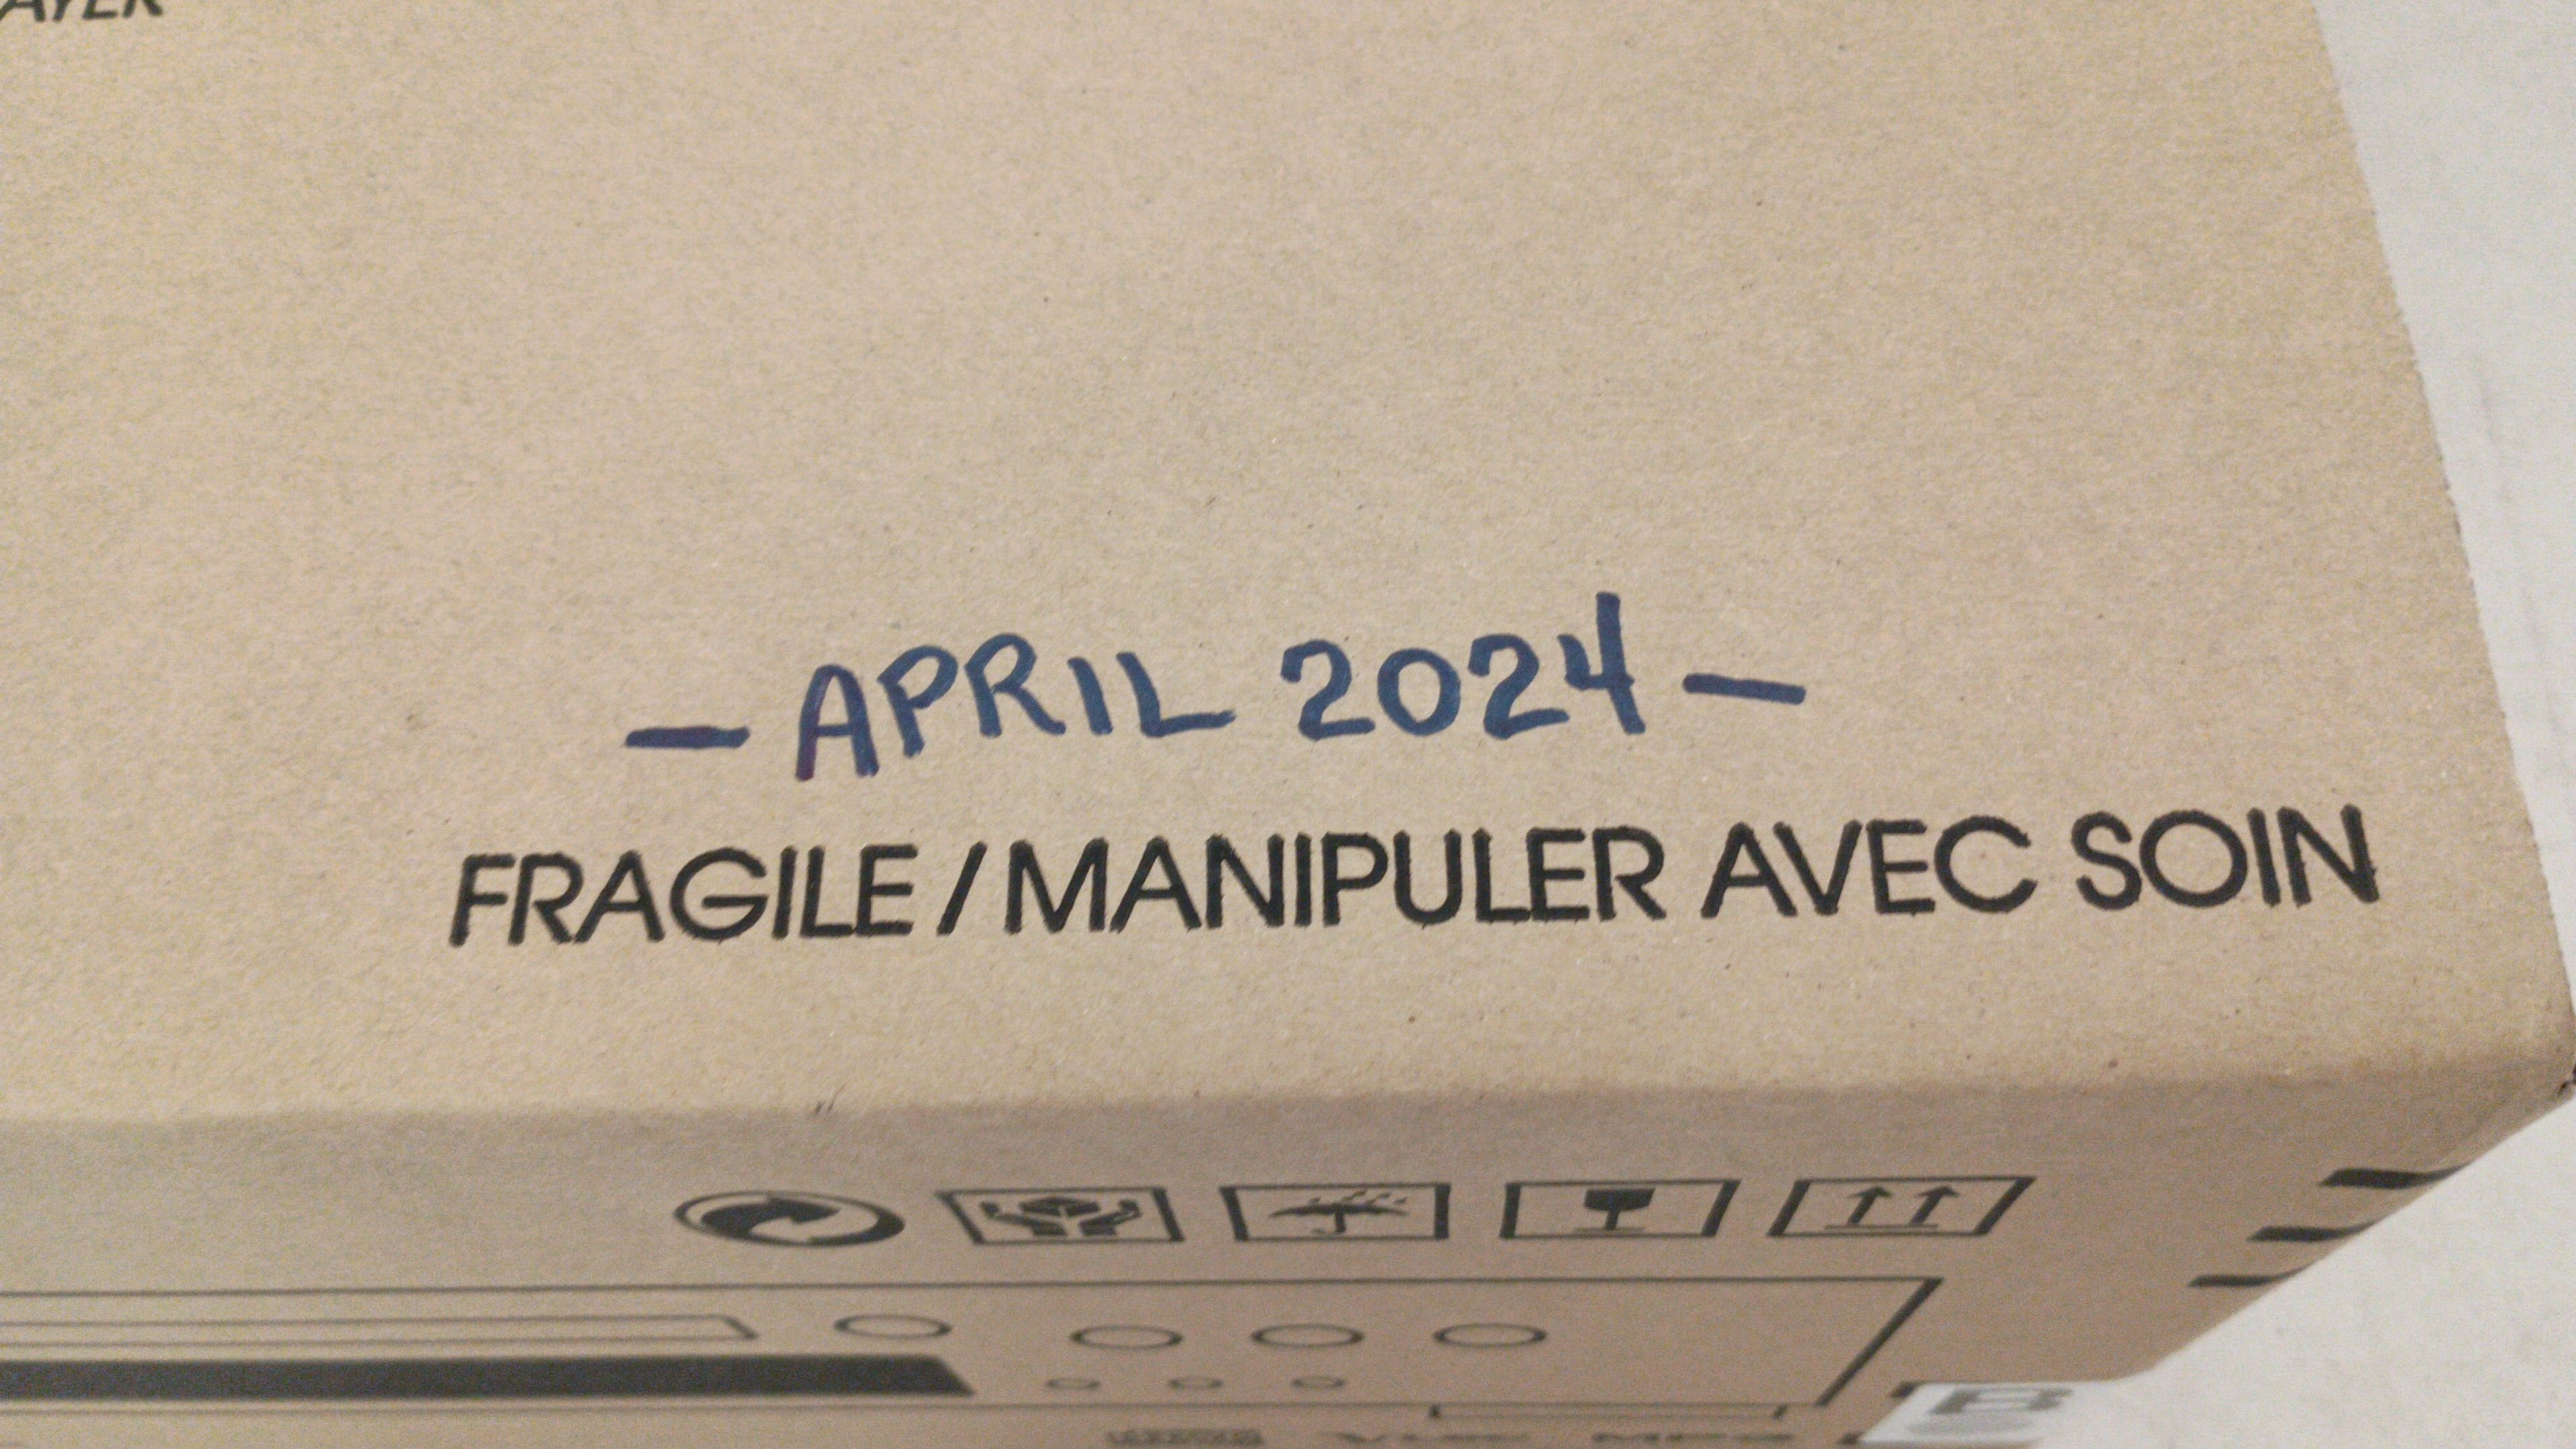 — APRIL 2024 —
FRAGILE / MANIPULER AVEC SOIN